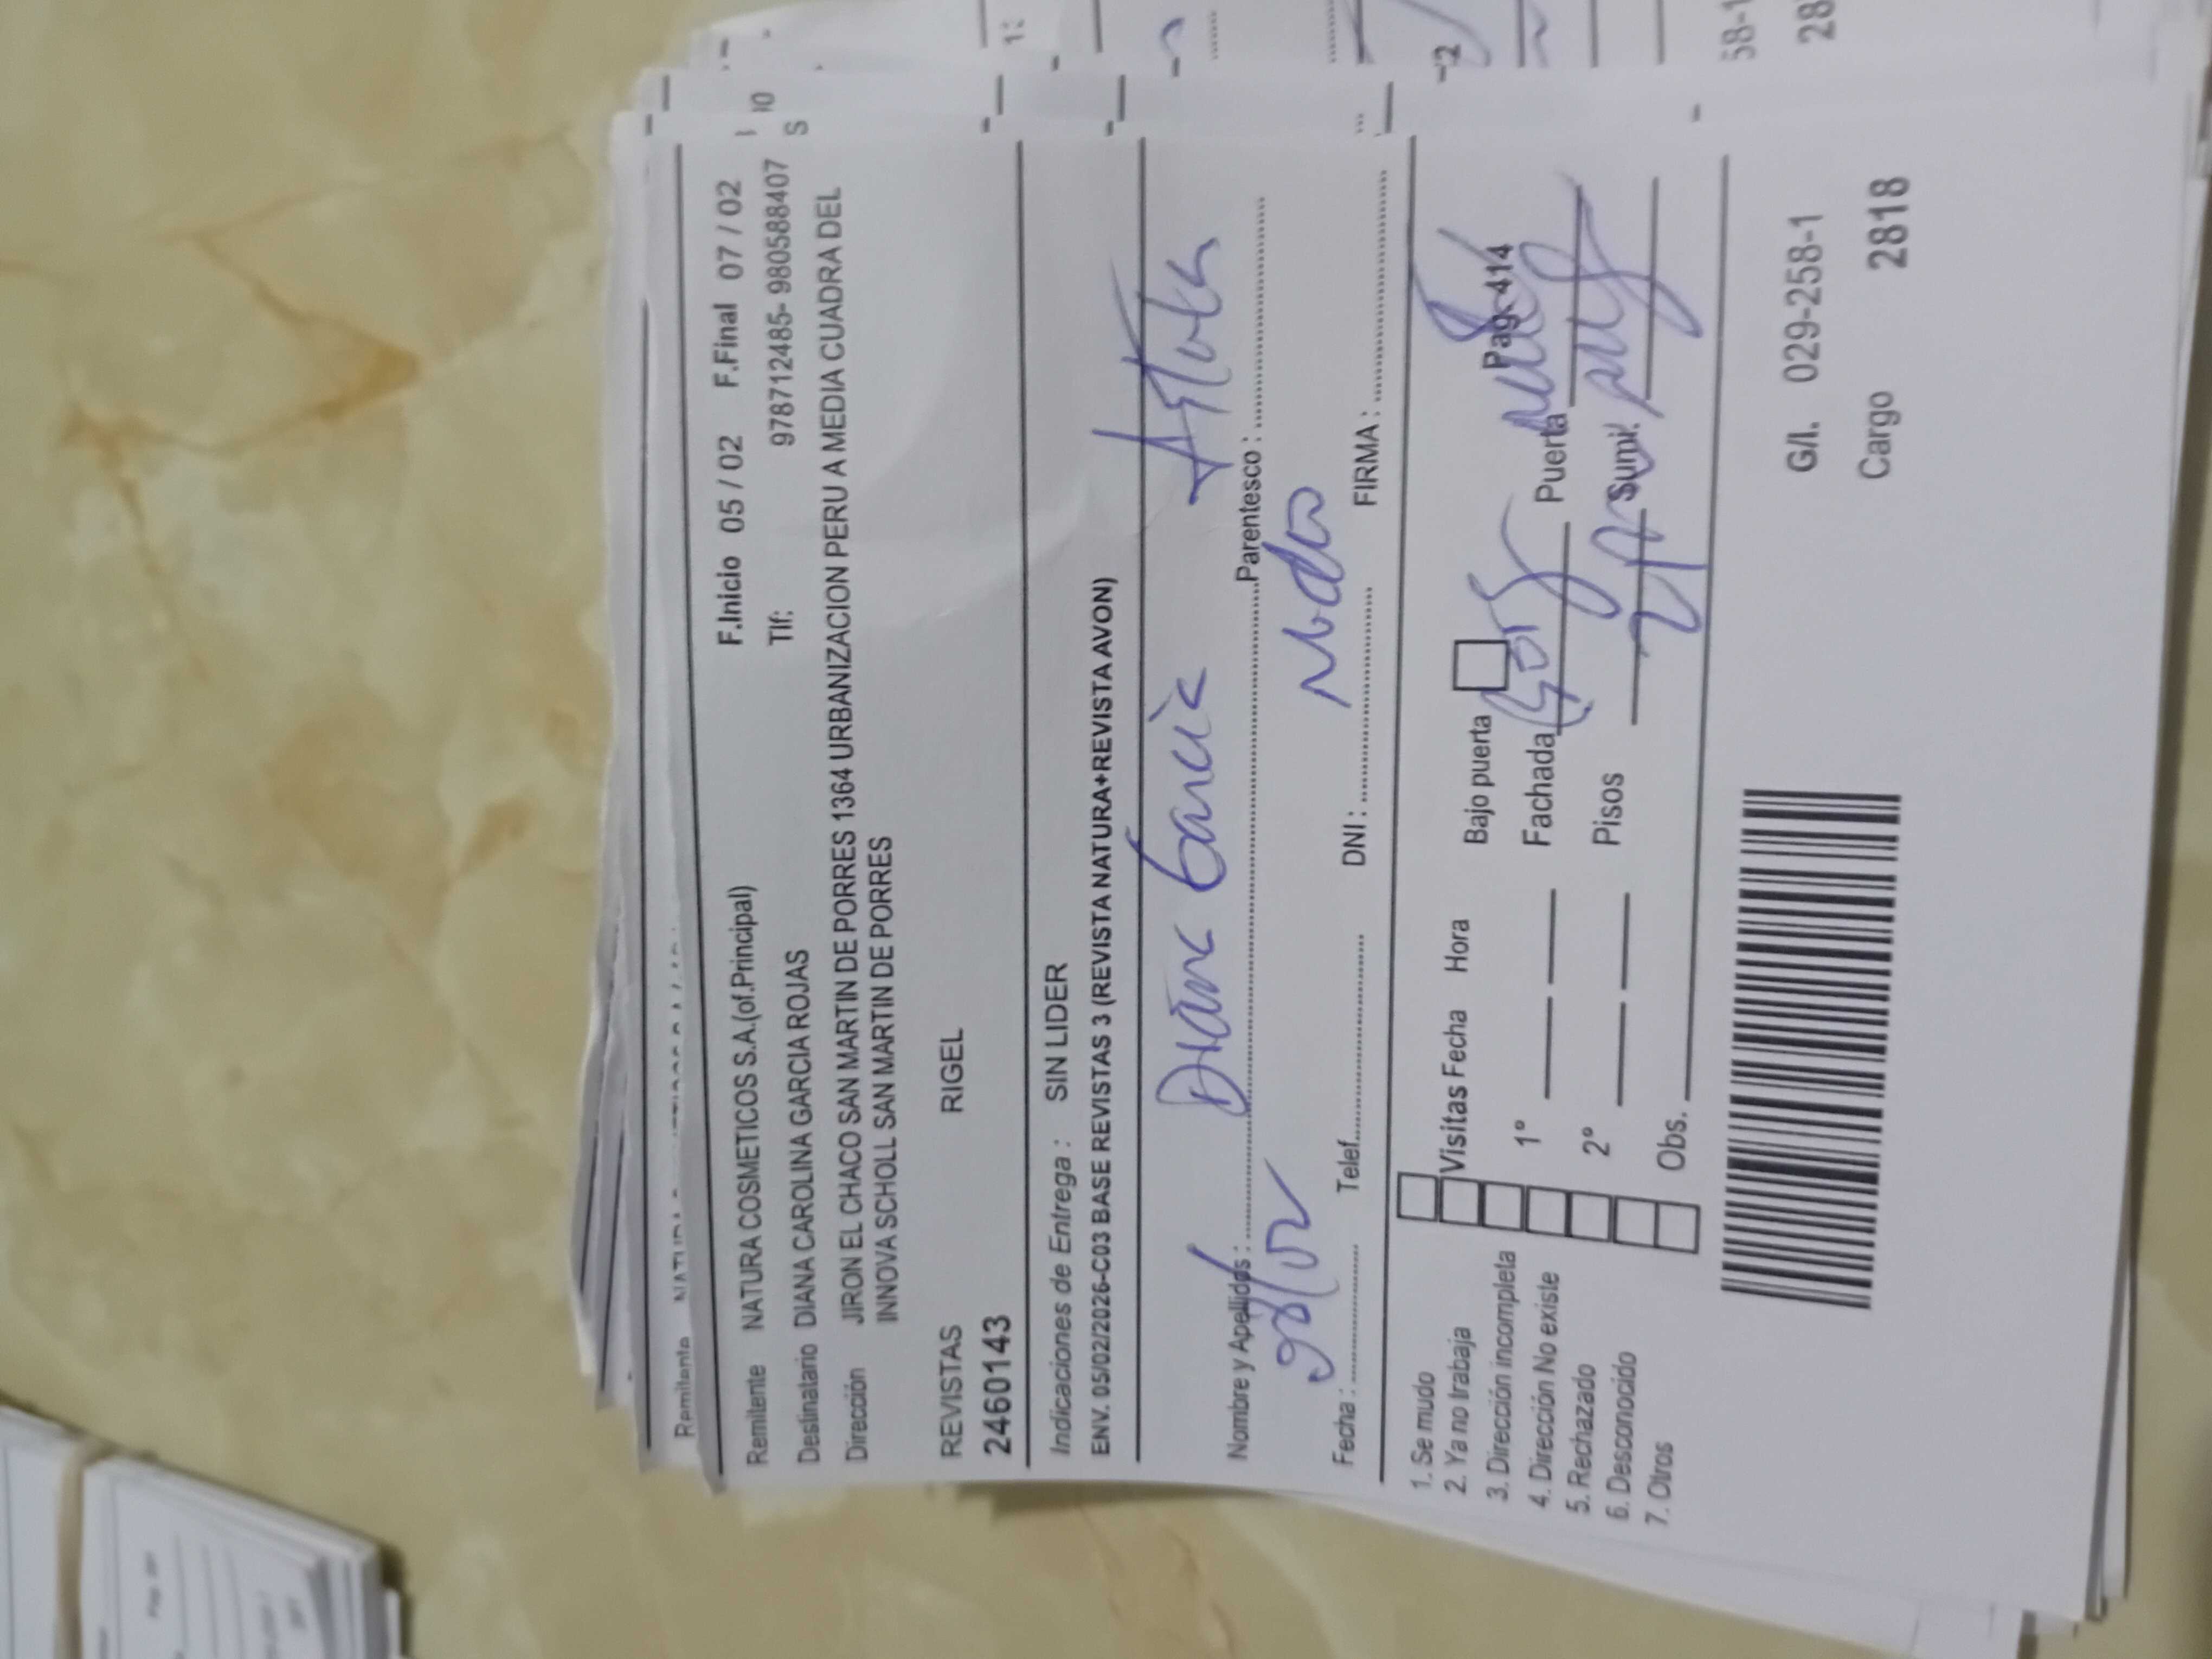 Remitente NATURA COSMETICOS S.A.(of.Principal) F.Inicio 05 / 02 F.Final 07 / 02
Destinatario DIANA CAROLINA GARCIA ROJAS Tlf: 978712485- 980588407
Dirección JIRON EL CHACO SAN MARTIN DE PORRES 1364 URBANIZACION PERU A MEDIA CUADRA DEL
INNOVA SCHOLL SAN MARTIN DE PORRES
REVISTAS RIGEL
2460143
Indicaciones de Entrega : SIN LIDER
ENV. 05/02/2026-C03 BASE REVISTAS 3 (REVISTA NATURA+REVISTA AVON)
Nombre y Apellidos : Diana Garcia Parentesco :
Fecha : Telef. DNI : FIRMA :
1. Se mudo
2. Ya no trabaja
3. Dirección incompleta
4. Dirección No existe
5. Rechazado
6. Desconocido
7. Otros
Visitas Fecha Hora Bajo puerta Pag: 414
1° Fachada Puerta
2° Pisos Sumi.
Obs.
G/I. 029-258-1
Cargo 2818